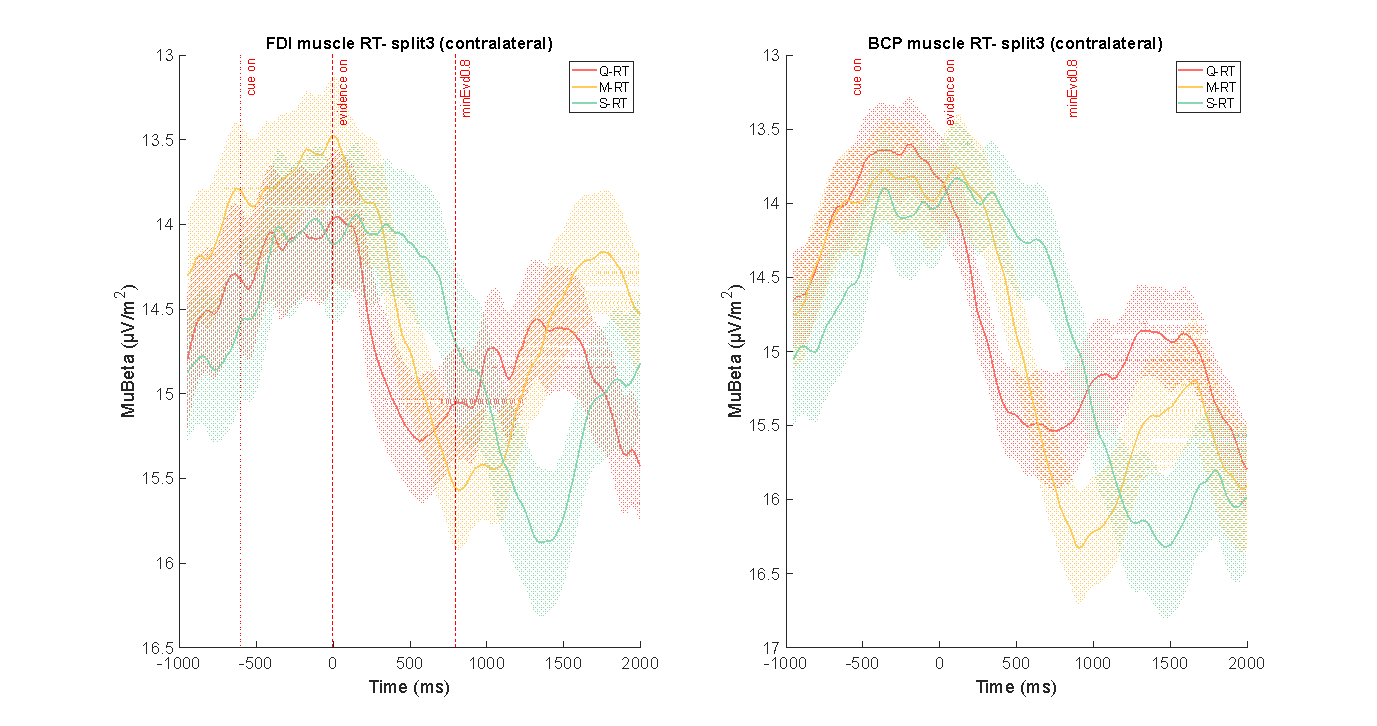 FDI muscle RT- split3 (contralateral)
13
13.5
14
14.5
15
15.5
16
16.5
MuBeta (µV/m²)
cue on
evidence on
minEvd0.8
Q-RT
M-RT
S-RT
-1000
-500
0
500
1000
1500
2000
Time (ms)
BCP muscle RT- split3 (contralateral)
13
13.5
14
14.5
15
15.5
16
16.5
17
MuBeta (µV/m²)
cue on
evidence on
minEvd0.8
Q-RT
M-RT
S-RT
-1000
-500
0
500
1000
1500
2000
Time (ms)